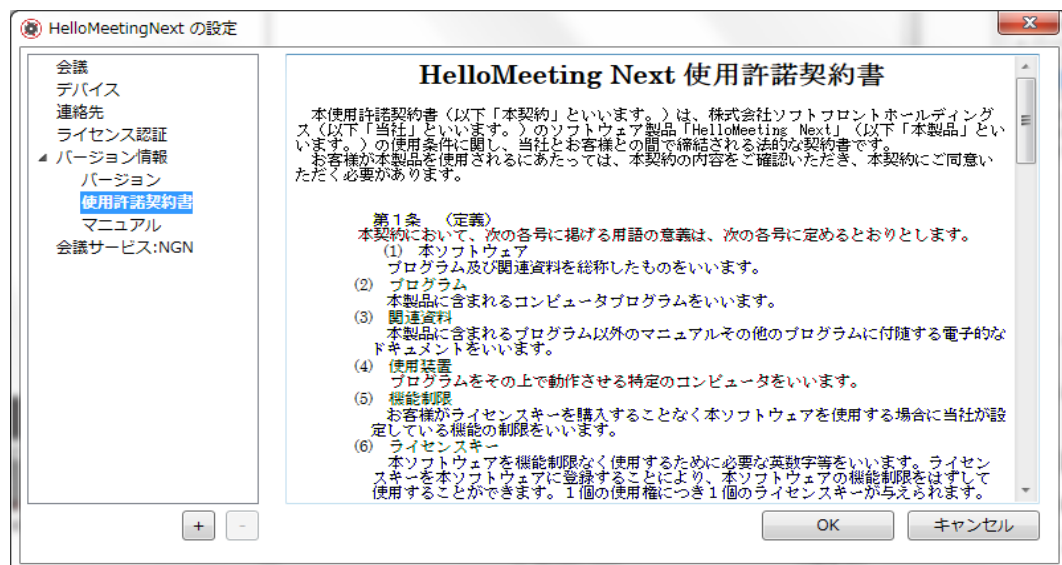 HelloMeetingNext の設定
会議
デバイス
連絡先
ライセンス認証
バージョン情報
バージョン
使用許諾契約書
マニュアル
会議サービス:NGN
HelloMeeting Next 使用許諾契約書
本使用許諾契約書（以下「本契約」といいます。）は、株式会社ソフトフロントホールディング
ス（以下「当社」といいます。）のソフトウェア製品「HelloMeeting Next」（以下「本製品」とい
います。）の使用条件に関し、当社とお客様との間で締結される法的な契約書です。
お客様が本製品を使用されるにあたっては、本契約の内容をご確認いただき、本契約にご同意い
ただく必要があります。
第１条　（定義）
本契約において、次の各号に掲げる用語の意義は、次の各号に定めるとおりとします。
(1) 本ソフトウェア
プログラム及び関連資料を総称したものをいいます。
(2) プログラム
本製品に含まれるコンピュータプログラムをいいます。
(3) 関連資料
本製品に含まれるプログラム以外のマニュアルその他のプログラムに付随する電子的な
ドキュメントをいいます。
(4) 使用装置
プログラムをその上で動作させる特定のコンピュータをいいます。
(5) 機能制限
お客様がライセンスキーを購入することなく本ソフトウェアを使用する場合に当社が設
定している機能の制限をいいます。
(6) ライセンスキー
本ソフトウェアを機能制限なく使用するために必要な英数字等をいいます。ライセン
スキーを本ソフトウェアに登録することにより、本ソフトウェアの機能制限をはずして
使用することができます。１個の使用権につき１個のライセンスキーが与えられます。
+
-
OK
キャンセル